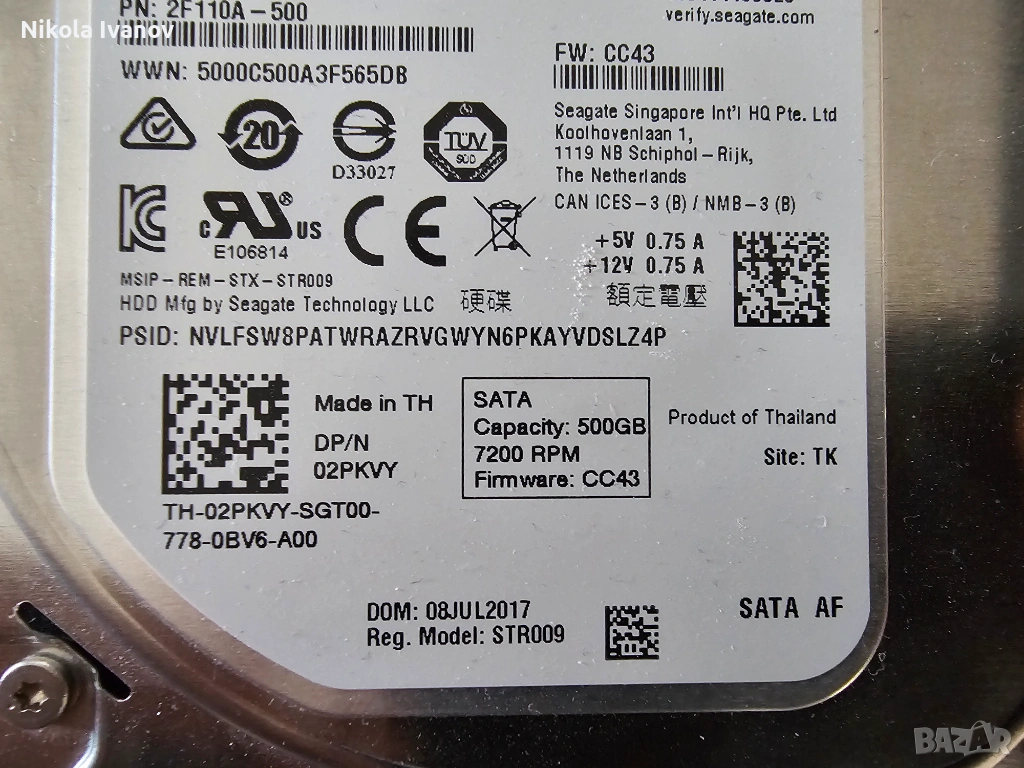 Nikola Ivanov
PN: 2F110A-500
verify.seagate.com
WWN: 5000C500A3F565DB
FW: CC43
Seagate Singapore Int'l HQ Pte. Ltd
Koolhovenlaan 1,
1119 NB Schiphol-Rijk,
The Netherlands
CAN ICES-3 (B) / NMB-3 (B)
20
D33027
TÜV
SÜD
c RU® US
E106814
CE
+5V 0.75 A
+12V 0.75 A
額定電壓
MSIP-REM-STX-STR009
HDD Mfg by Seagate Technology LLC 硬碟
PSID: NVLFSW8PATWRAZRVGWYN6PKAYVDSLZ4P
Made in TH
DP/N
02PKVY
TH-02PKVY-SGT00-
778-0BV6-A00
SATA
Capacity: 500GB
7200 RPM
Firmware: CC43
Product of Thailand
Site: TK
DOM: 08JUL2017
Reg. Model: STR009
SATA AF
BAZAR